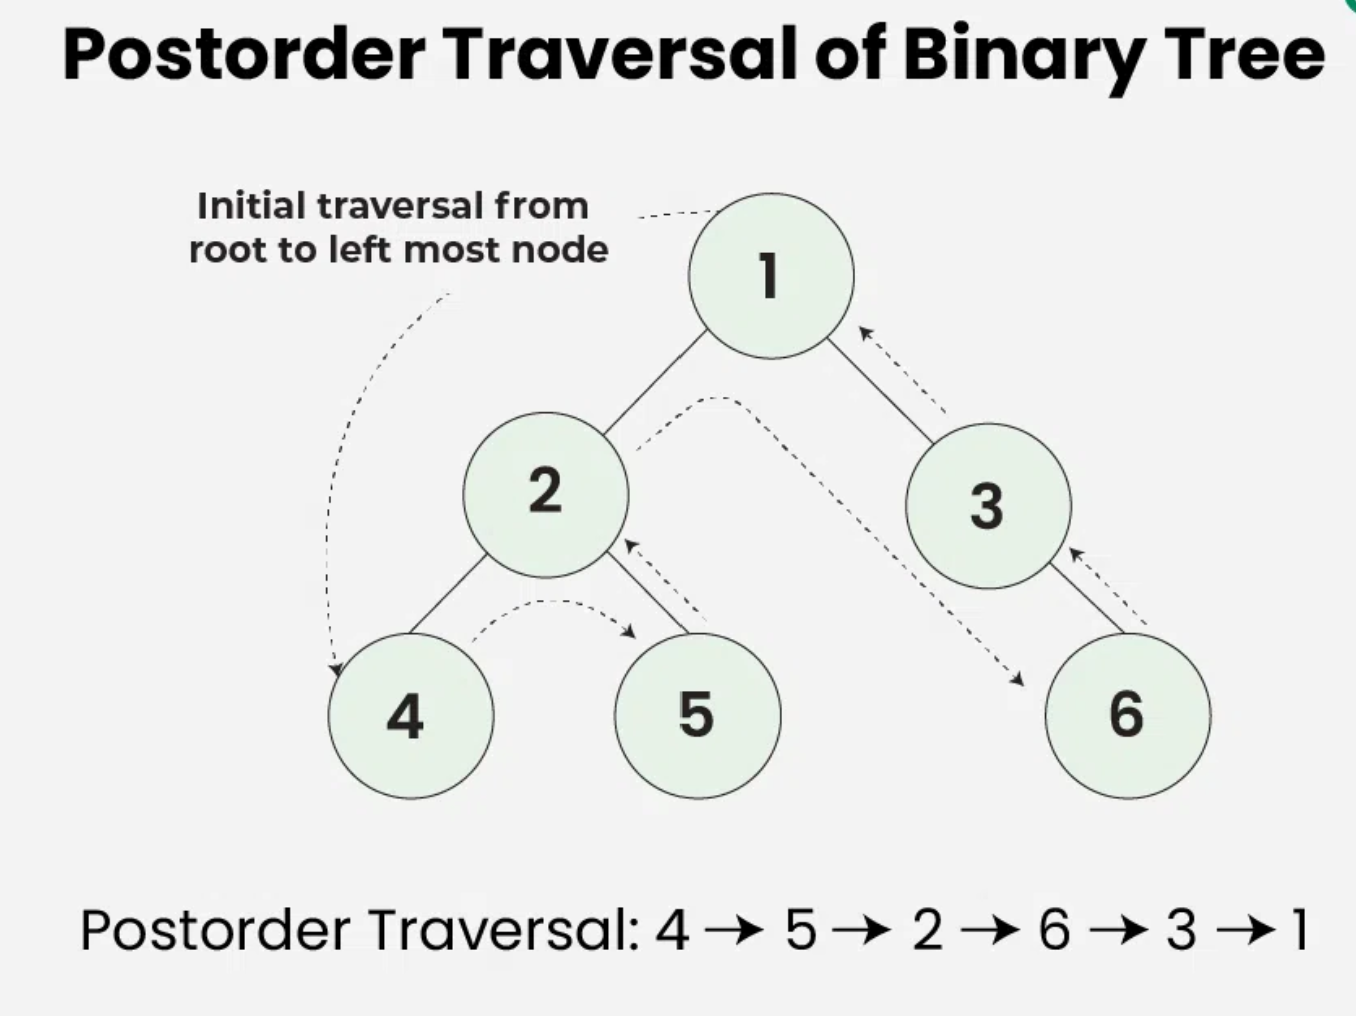 Postorder Traversal of Binary Tree
Initial traversal from
root to left most node
1
2
3
4
5
6
Postorder Traversal: 4 → 5 → 2 → 6 → 3 → 1